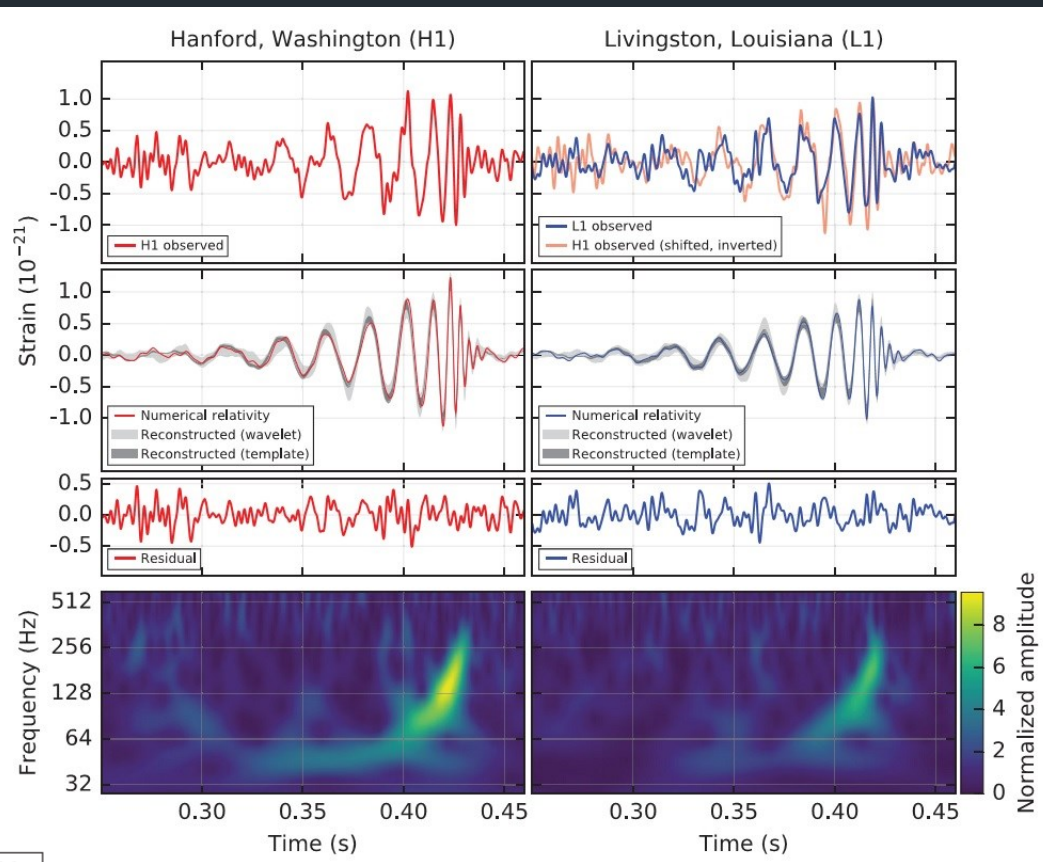 Hanford, Washington (H1)
Livingston, Louisiana (L1)
Strain (10⁻²¹)
1.0
0.5
0.0
-0.5
-1.0
H1 observed
L1 observed
H1 observed (shifted, inverted)
1.0
0.5
0.0
-0.5
-1.0
Numerical relativity
Reconstructed (wavelet)
Reconstructed (template)
Numerical relativity
Reconstructed (wavelet)
Reconstructed (template)
0.5
0.0
-0.5
Residual
Residual
Frequency (Hz)
512
256
128
64
32
0.30 0.35 0.40 0.45
Time (s)
0.30 0.35 0.40 0.45
Time (s)
8
6
4
2
0
Normalized amplitude